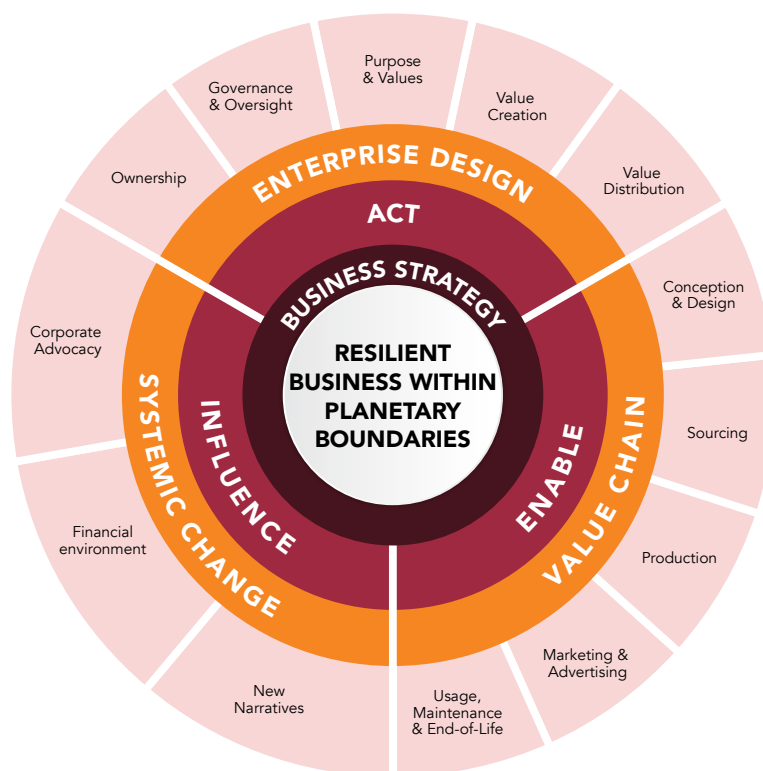 RESILIENT
BUSINESS WITHIN
PLANETARY
BOUNDARIES
BUSINESS STRATEGY
ACT
ENABLE
INFLUENCE
ENTERPRISE DESIGN
VALUE CHAIN
SYSTEMIC CHANGE
Ownership
Governance
& Oversight
Purpose
& Values
Value
Creation
Value
Distribution
Conception
& Design
Sourcing
Production
Marketing &
Advertising
Usage,
Maintenance
& End-of-Life
New
Narratives
Financial
environment
Corporate
Advocacy